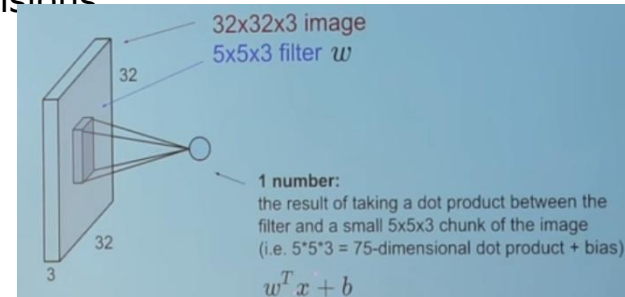 32x32x3 image
5x5x3 filter w
32
1 number:
the result of taking a dot product between the
filter and a small 5x5x3 chunk of the image
(i.e. 5*5*3 = 75-dimensional dot product + bias)
32
3
wᵀx + b